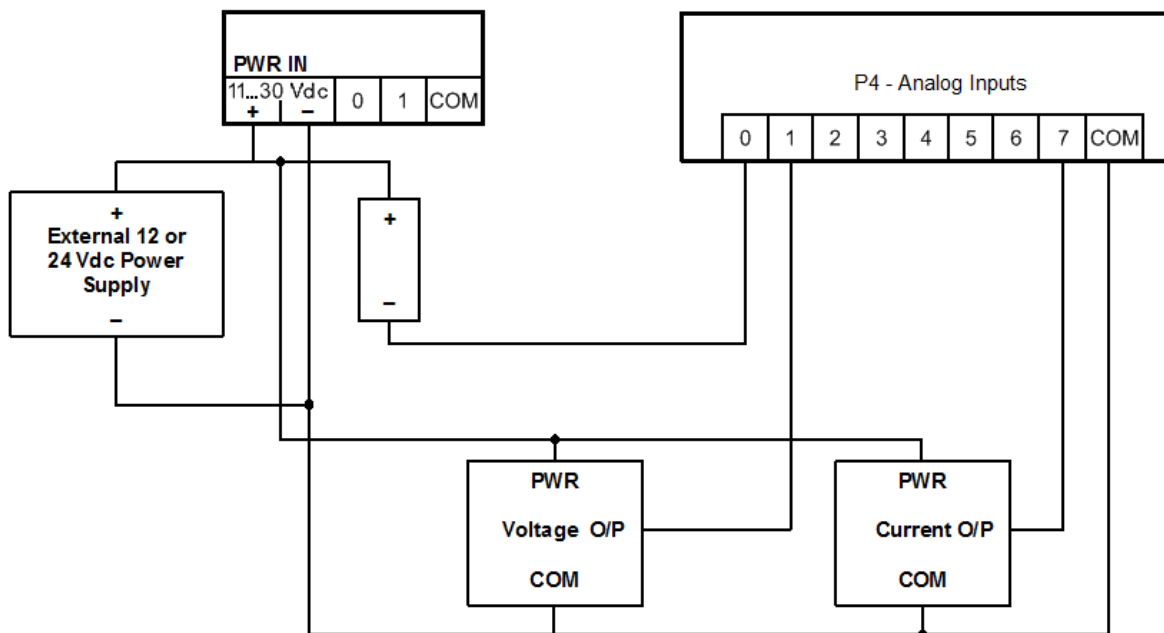 PWR IN
11...30 Vdc
+ – 0 1 COM
P4 - Analog Inputs
0 1 2 3 4 5 6 7 COM
+
External 12 or
24 Vdc Power
Supply
–
+
–
PWR
Voltage O/P
COM
PWR
Current O/P
COM